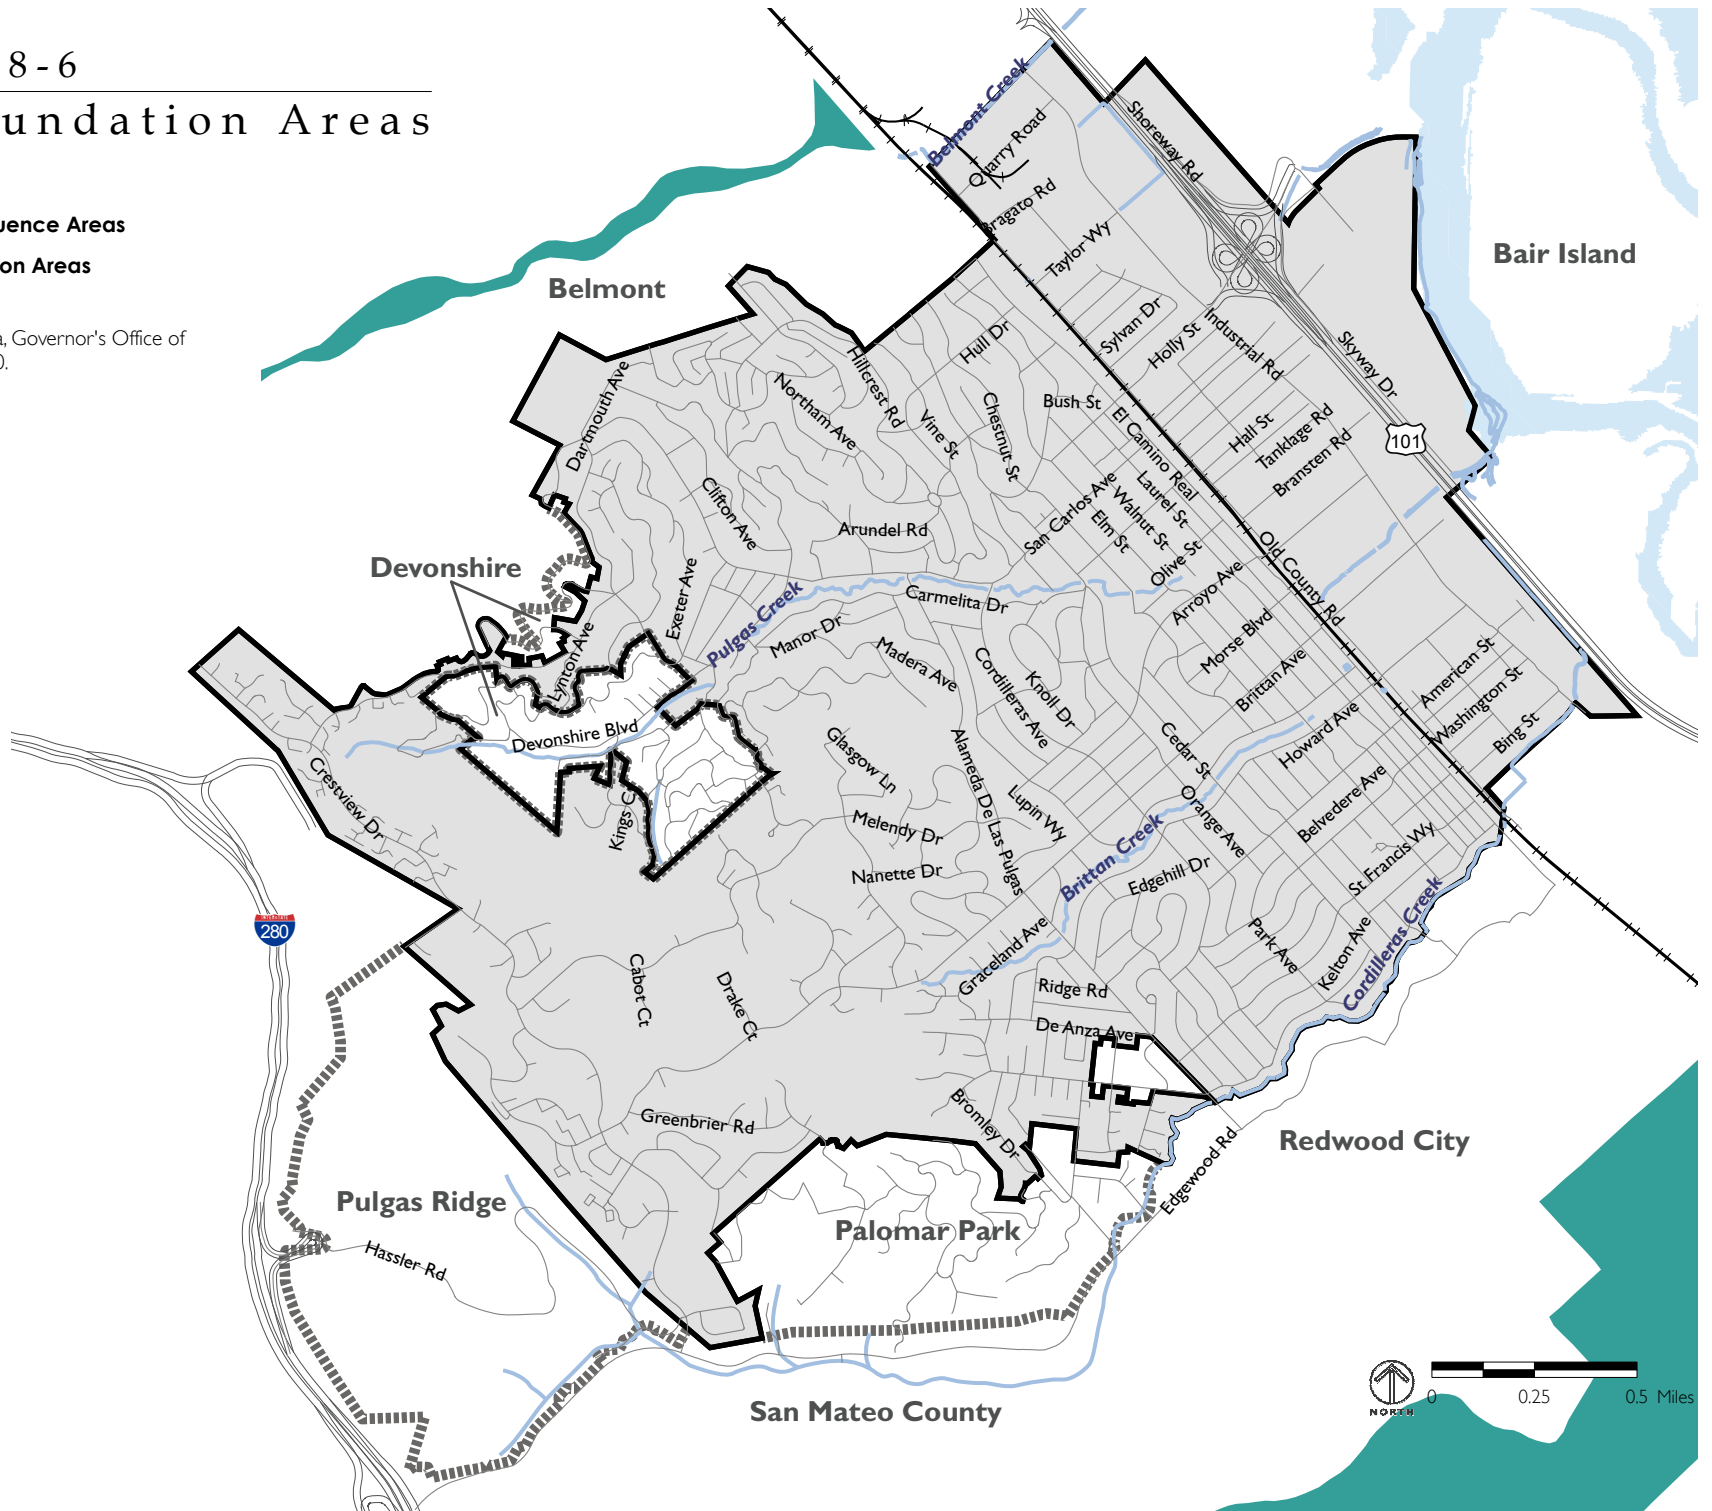 8-6
undation Areas
uence Areas
on Areas
a, Governor's Office of
0.
Belmont Creek
Quarry Road
Bragato Rd
Taylor Wy
Shoreway Rd
Bair Island
Belmont
Hull Dr
Sylvan Dr
Holly St
Industrial Rd
Skyway Dr
Dartmouth Ave
Northam Ave
Hillcrest Rd
Vine St
Chestnut St
Bush St
El Camino Real
Hall St
Tanklage Rd
Bransten Rd
101
Clifton Ave
Arundel Rd
San Carlos Ave
Laurel St
Walnut St
Elm St
Olive St
Arroyo Ave
Old County Rd
Devonshire
Exeter Ave
Pulgas Creek
Carmelita Dr
Manor Dr
Madera Ave
Cordilleras Ave
Knoll Dr
Morse Blvd
Brittan Ave
American St
Washington St
Bing St
Lynton Ave
Devonshire Blvd
Glasgow Ln
Alameda De Las Pulgas
Cedar St
Howard Ave
Crestview Dr
Kings Ct
Melendy Dr
Lupin Wy
Orange Ave
Belvedere Ave
Nanette Dr
Brittan Creek
Edgehill Dr
St Francis Wy
INTERSTATE
280
Cabot Ct
Drake Ct
Graceland Ave
Ridge Rd
De Anza Ave
Park Ave
Kelton Ave
Cordilleras Creek
Greenbrier Rd
Bromley Dr
Redwood City
Edgewood Rd
Pulgas Ridge
Palomar Park
Hassler Rd
San Mateo County
NORTH
0 0.25 0.5 Miles